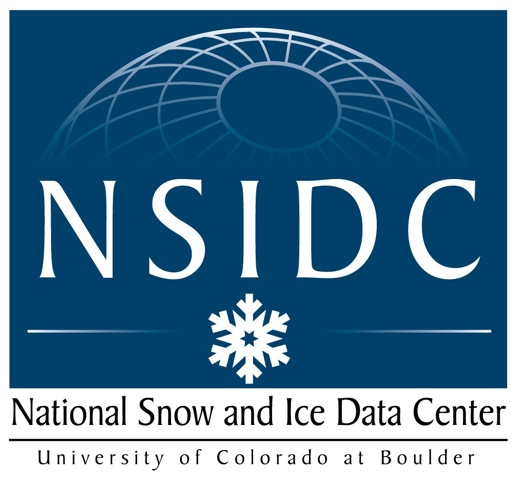 NSIDC
National Snow and Ice Data Center
University of Colorado at Boulder